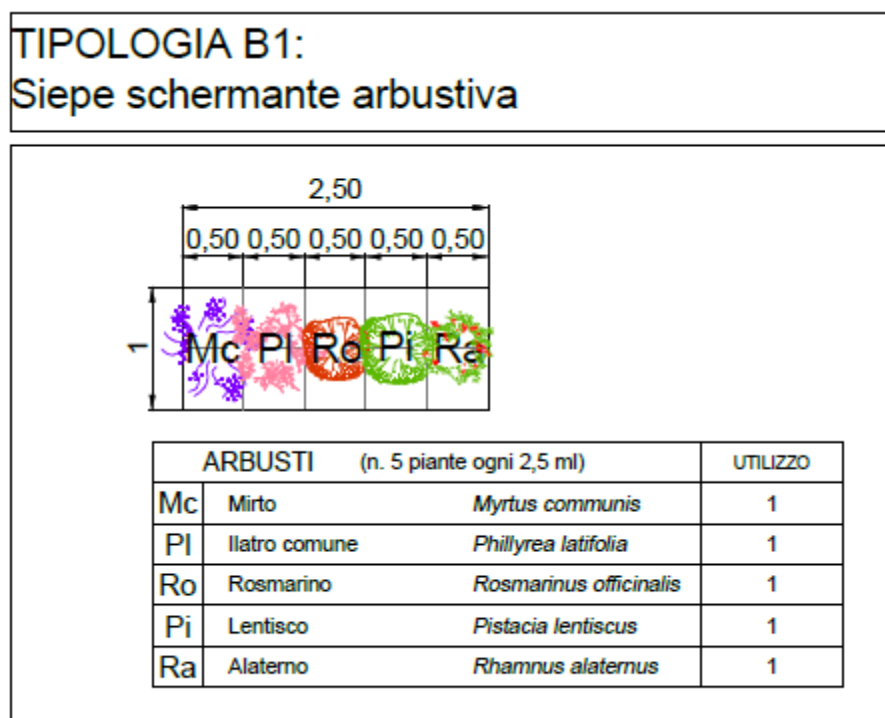 TIPOLOGIA B1:
Siepe schermante arbustiva
2,50
0,50 0,50 0,50 0,50 0,50
1
Mc Pl Ro Pi Ra
ARBUSTI (n. 5 piante ogni 2,5 ml) UTILIZZO
Mc Mirto Myrtus communis 1
Pl Ilatro comune Phillyrea latifolia 1
Ro Rosmarino Rosmarinus officinalis 1
Pi Lentisco Pistacia lentiscus 1
Ra Alaterno Rhamnus alaternus 1